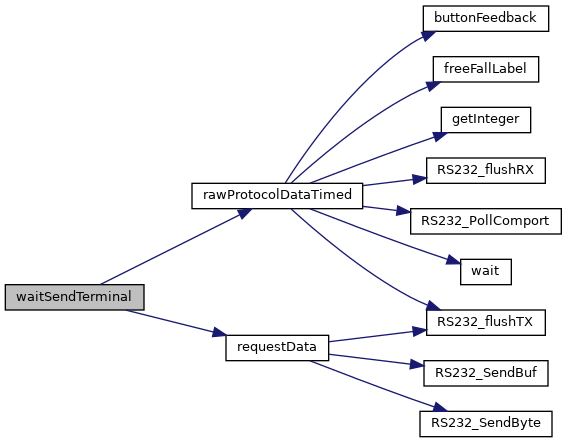 buttonFeedback
freeFallLabel
getInteger
RS232_flushRX
rawProtocolDataTimed
RS232_PollComport
wait
waitSendTerminal
RS232_flushTX
requestData
RS232_SendBuf
RS232_SendByte